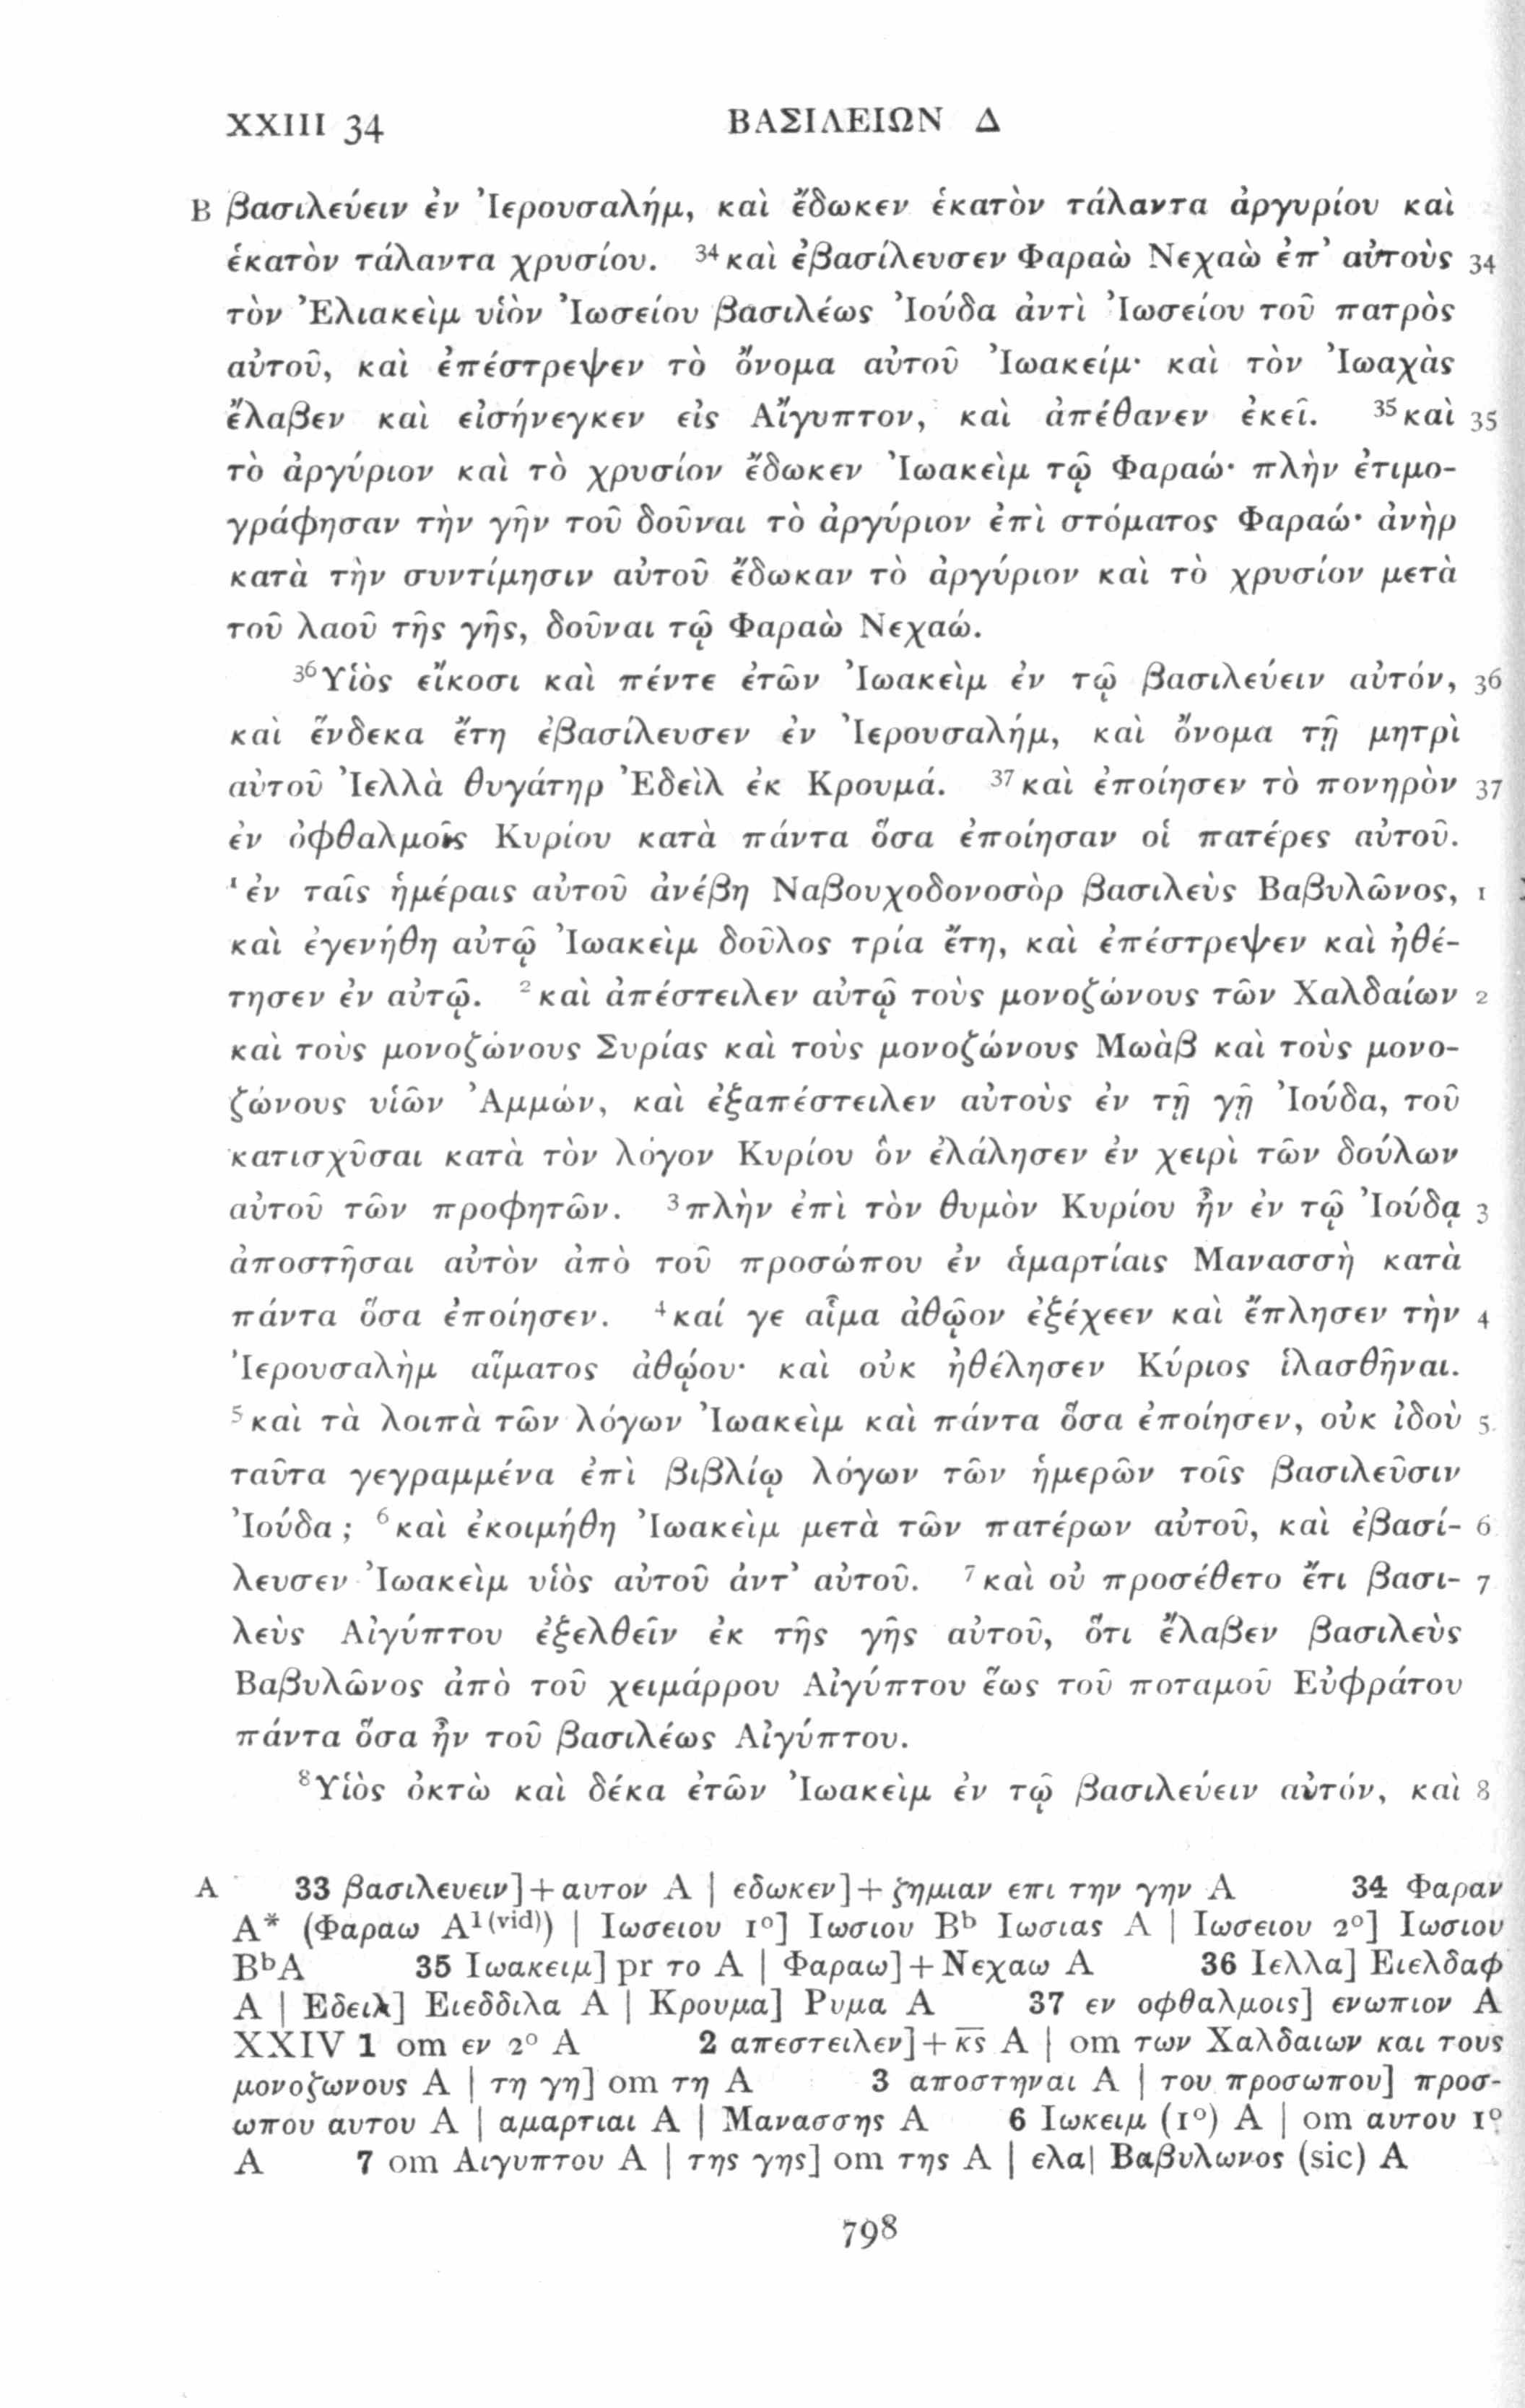 XXIII 34 ΒΑΣΙΛΕΙΩΝ Δ
B βασιλεύειν ἐν Ἰερουσαλήμ, καὶ ἔδωκεν ἑκατὸν τάλαντα ἀργυρίου καὶ
ἑκατὸν τάλαντα χρυσίου. ³⁴καὶ ἐβασίλευσεν Φαραὼ Νεχαὼ ἐπ᾽ αὐτοὺς 34
τὸν Ἐλιακεὶμ υἱὸν Ἰωσείου βασιλέως Ἰούδα ἀντὶ Ἰωσείου τοῦ πατρὸς
αὐτοῦ, καὶ ἐπέστρεψεν τὸ ὄνομα αὐτοῦ Ἰωακείμ· καὶ τὸν Ἰωαχὰς
ἔλαβεν καὶ εἰσήνεγκεν εἰς Αἴγυπτον, καὶ ἀπέθανεν ἐκεῖ. ³⁵καὶ 35
τὸ ἀργύριον καὶ τὸ χρυσίον ἔδωκεν Ἰωακεὶμ τῷ Φαραώ· πλὴν ἐτιμο-
γράφησαν τὴν γῆν τοῦ δοῦναι τὸ ἀργύριον ἐπὶ στόματος Φαραώ· ἀνὴρ
κατὰ τὴν συντίμησιν αὐτοῦ ἔδωκαν τὸ ἀργύριον καὶ τὸ χρυσίον μετὰ
τοῦ λαοῦ τῆς γῆς, δοῦναι τῷ Φαραὼ Νεχαώ.
³⁶Υἱὸς εἴκοσι καὶ πέντε ἐτῶν Ἰωακεὶμ ἐν τῷ βασιλεύειν αὐτόν, 36
καὶ ἕνδεκα ἔτη ἐβασίλευσεν ἐν Ἰερουσαλήμ, καὶ ὄνομα τῇ μητρὶ
αὐτοῦ Ἰελλὰ θυγάτηρ Ἐδεὶλ ἐκ Κρουμά. ³⁷καὶ ἐποίησεν τὸ πονηρὸν 37
ἐν ὀφθαλμοῖς Κυρίου κατὰ πάντα ὅσα ἐποίησαν οἱ πατέρες αὐτοῦ.
¹ἐν ταῖς ἡμέραις αὐτοῦ ἀνέβη Ναβουχοδονοσὸρ βασιλεὺς Βαβυλῶνος, 1
καὶ ἐγενήθη αὐτῷ Ἰωακεὶμ δοῦλος τρία ἔτη, καὶ ἐπέστρεψεν καὶ ἠθέ-
τησεν ἐν αὐτῷ. ²καὶ ἀπέστειλεν αὐτῷ τοὺς μονοζώνους τῶν Χαλδαίων 2
καὶ τοὺς μονοζώνους Συρίας καὶ τοὺς μονοζώνους Μωὰβ καὶ τοὺς μονο-
ζώνους υἱῶν Ἀμμών, καὶ ἐξαπέστειλεν αὐτοὺς ἐν τῇ γῇ Ἰούδα, τοῦ
κατισχῦσαι κατὰ τὸν λόγον Κυρίου ὃν ἐλάλησεν ἐν χειρὶ τῶν δούλων
αὐτοῦ τῶν προφητῶν. ³πλὴν ἐπὶ τὸν θυμὸν Κυρίου ἦν ἐν τῷ Ἰούδᾳ 3
ἀποστῆσαι αὐτὸν ἀπὸ τοῦ προσώπου ἐν ἁμαρτίαις Μανασσὴ κατὰ
πάντα ὅσα ἐποίησεν. ⁴καί γε αἷμα ἀθῷον ἐξέχεεν καὶ ἔπλησεν τὴν 4
Ἰερουσαλὴμ αἵματος ἀθῴου· καὶ οὐκ ἠθέλησεν Κύριος ἱλασθῆναι.
⁵καὶ τὰ λοιπὰ τῶν λόγων Ἰωακεὶμ καὶ πάντα ὅσα ἐποίησεν, οὐκ ἰδοὺ 5
ταῦτα γεγραμμένα ἐπὶ βιβλίῳ λόγων τῶν ἡμερῶν τοῖς βασιλεῦσιν
Ἰούδα; ⁶καὶ ἐκοιμήθη Ἰωακεὶμ μετὰ τῶν πατέρων αὐτοῦ, καὶ ἐβασί- 6
λευσεν Ἰωακεὶμ υἱὸς αὐτοῦ ἀντ᾽ αὐτοῦ. ⁷καὶ οὐ προσέθετο ἔτι βασι- 7
λεὺς Αἰγύπτου ἐξελθεῖν ἐκ τῆς γῆς αὐτοῦ, ὅτι ἔλαβεν βασιλεὺς
Βαβυλῶνος ἀπὸ τοῦ χειμάρρου Αἰγύπτου ἕως τοῦ ποταμοῦ Εὐφράτου
πάντα ὅσα ἦν τοῦ βασιλέως Αἰγύπτου.
⁸Υἱὸς ὀκτὼ καὶ δέκα ἐτῶν Ἰωακεὶμ ἐν τῷ βασιλεύειν αὐτόν, καὶ 8
A 33 βασιλευειν]+αυτον A | εδωκεν]+ζημιαν επι την γην A 34 Φαραν
A* (Φαραω A¹⁽ᵛⁱᵈ⁾) | Ιωσειου 1º] Ιωσιου Bᵇ Ιωσιας A | Ιωσειου 2º] Ιωσιου
BᵇA 35 Ιωακειμ] pr το A | Φαραω]+Νεχαω A 36 Ιελλα] Ειελδαφ
A | Εδειλ] Ειεδδιλα A | Κρουμα] Ρυμα A 37 εν οφθαλμοις] ενωπιον A
XXIV 1 om εν 2º A 2 απεστειλεν]+κ̅ς̅ A | om των Χαλδαιων και τους
μονοζωνους A | τη γη] om τη A 3 αποστηναι A | του προσωπου] προσ-
ωπου αυτου A | αμαρτιαι A | Μανασσης A 6 Ιωκειμ (1º) A | om αυτου 1º
A 7 om Αιγυπτου A | της γης] om της A | ελα| Βαβυλωνος (sic) A
798